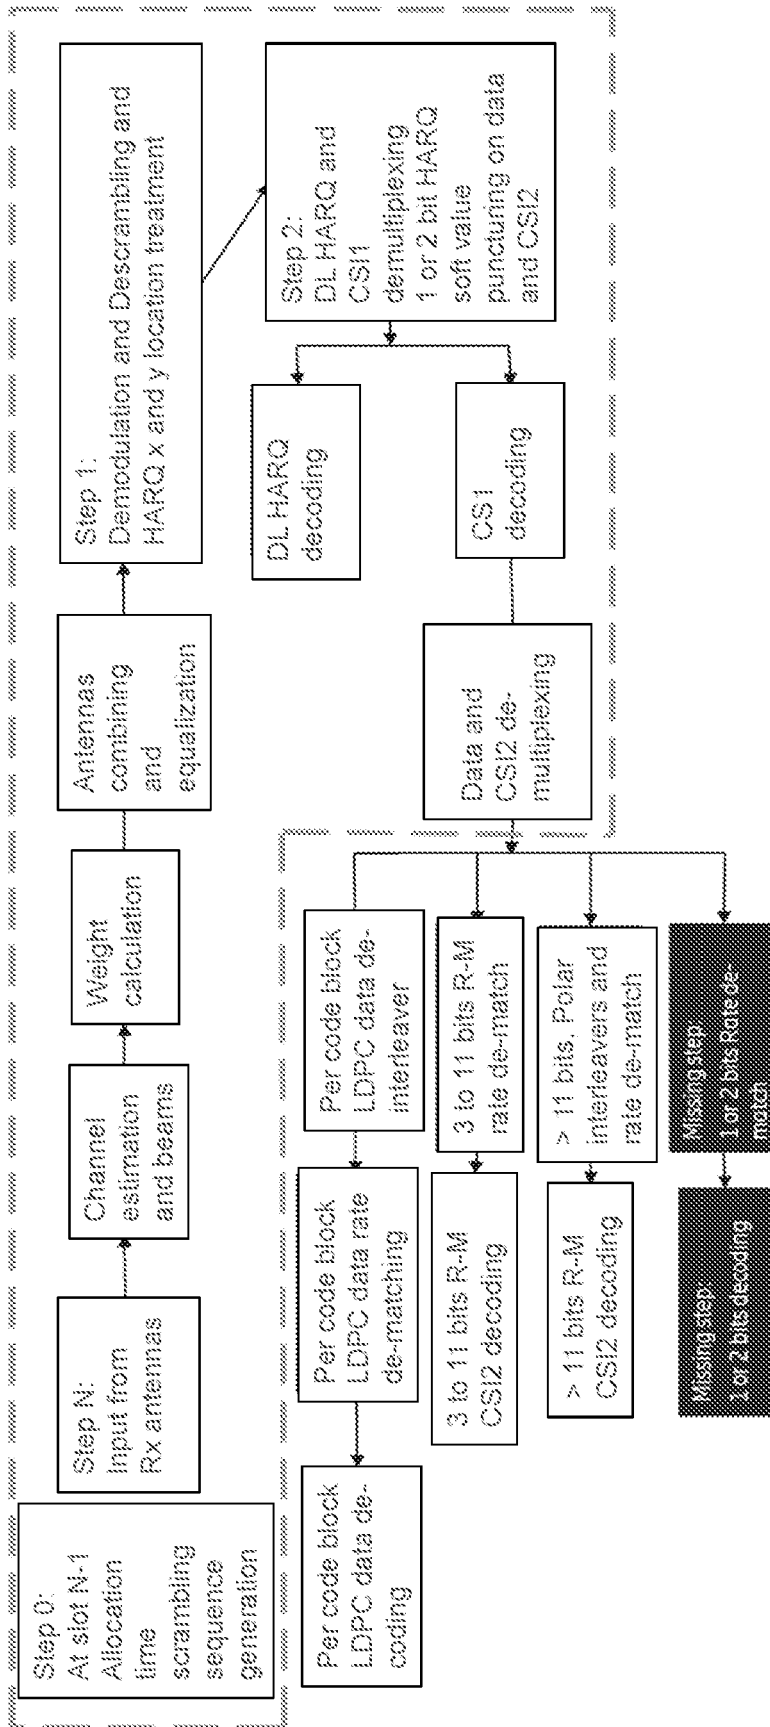 Step 0:
At slot N-1
Allocation
time
scrambling
sequence
generation
Step N:
Input from
Rx antennas
Channel
estimation
and beams
Weight
calculation
Antennas
combining
and
equalization
Step 1:
Demodulation and Descrambling and
HARQ x and y location treatment
Step 2:
DL HARQ and
CSI1
demultiplexing
1 or 2 bit HARQ
soft value
puncturing on data
and CSI2
DL HARQ
decoding
CS1
decoding
Data and
CSI2 de-
multiplexing
Per code block
LDPC data de-
interleaver
Per code block
LDPC data rate
de-matching
Per code block
LDPC data de-
coding
3 to 11 bits R-M
rate de-match
3 to 11 bits R-M
CSI2 decoding
> 11 bits, Polar
interleavers and
rate de-match
> 11 bits R-M
CSI2 decoding
Missing step
1 or 2 bits Rate de-
match
Missing step:
1 or 2 bits decoding